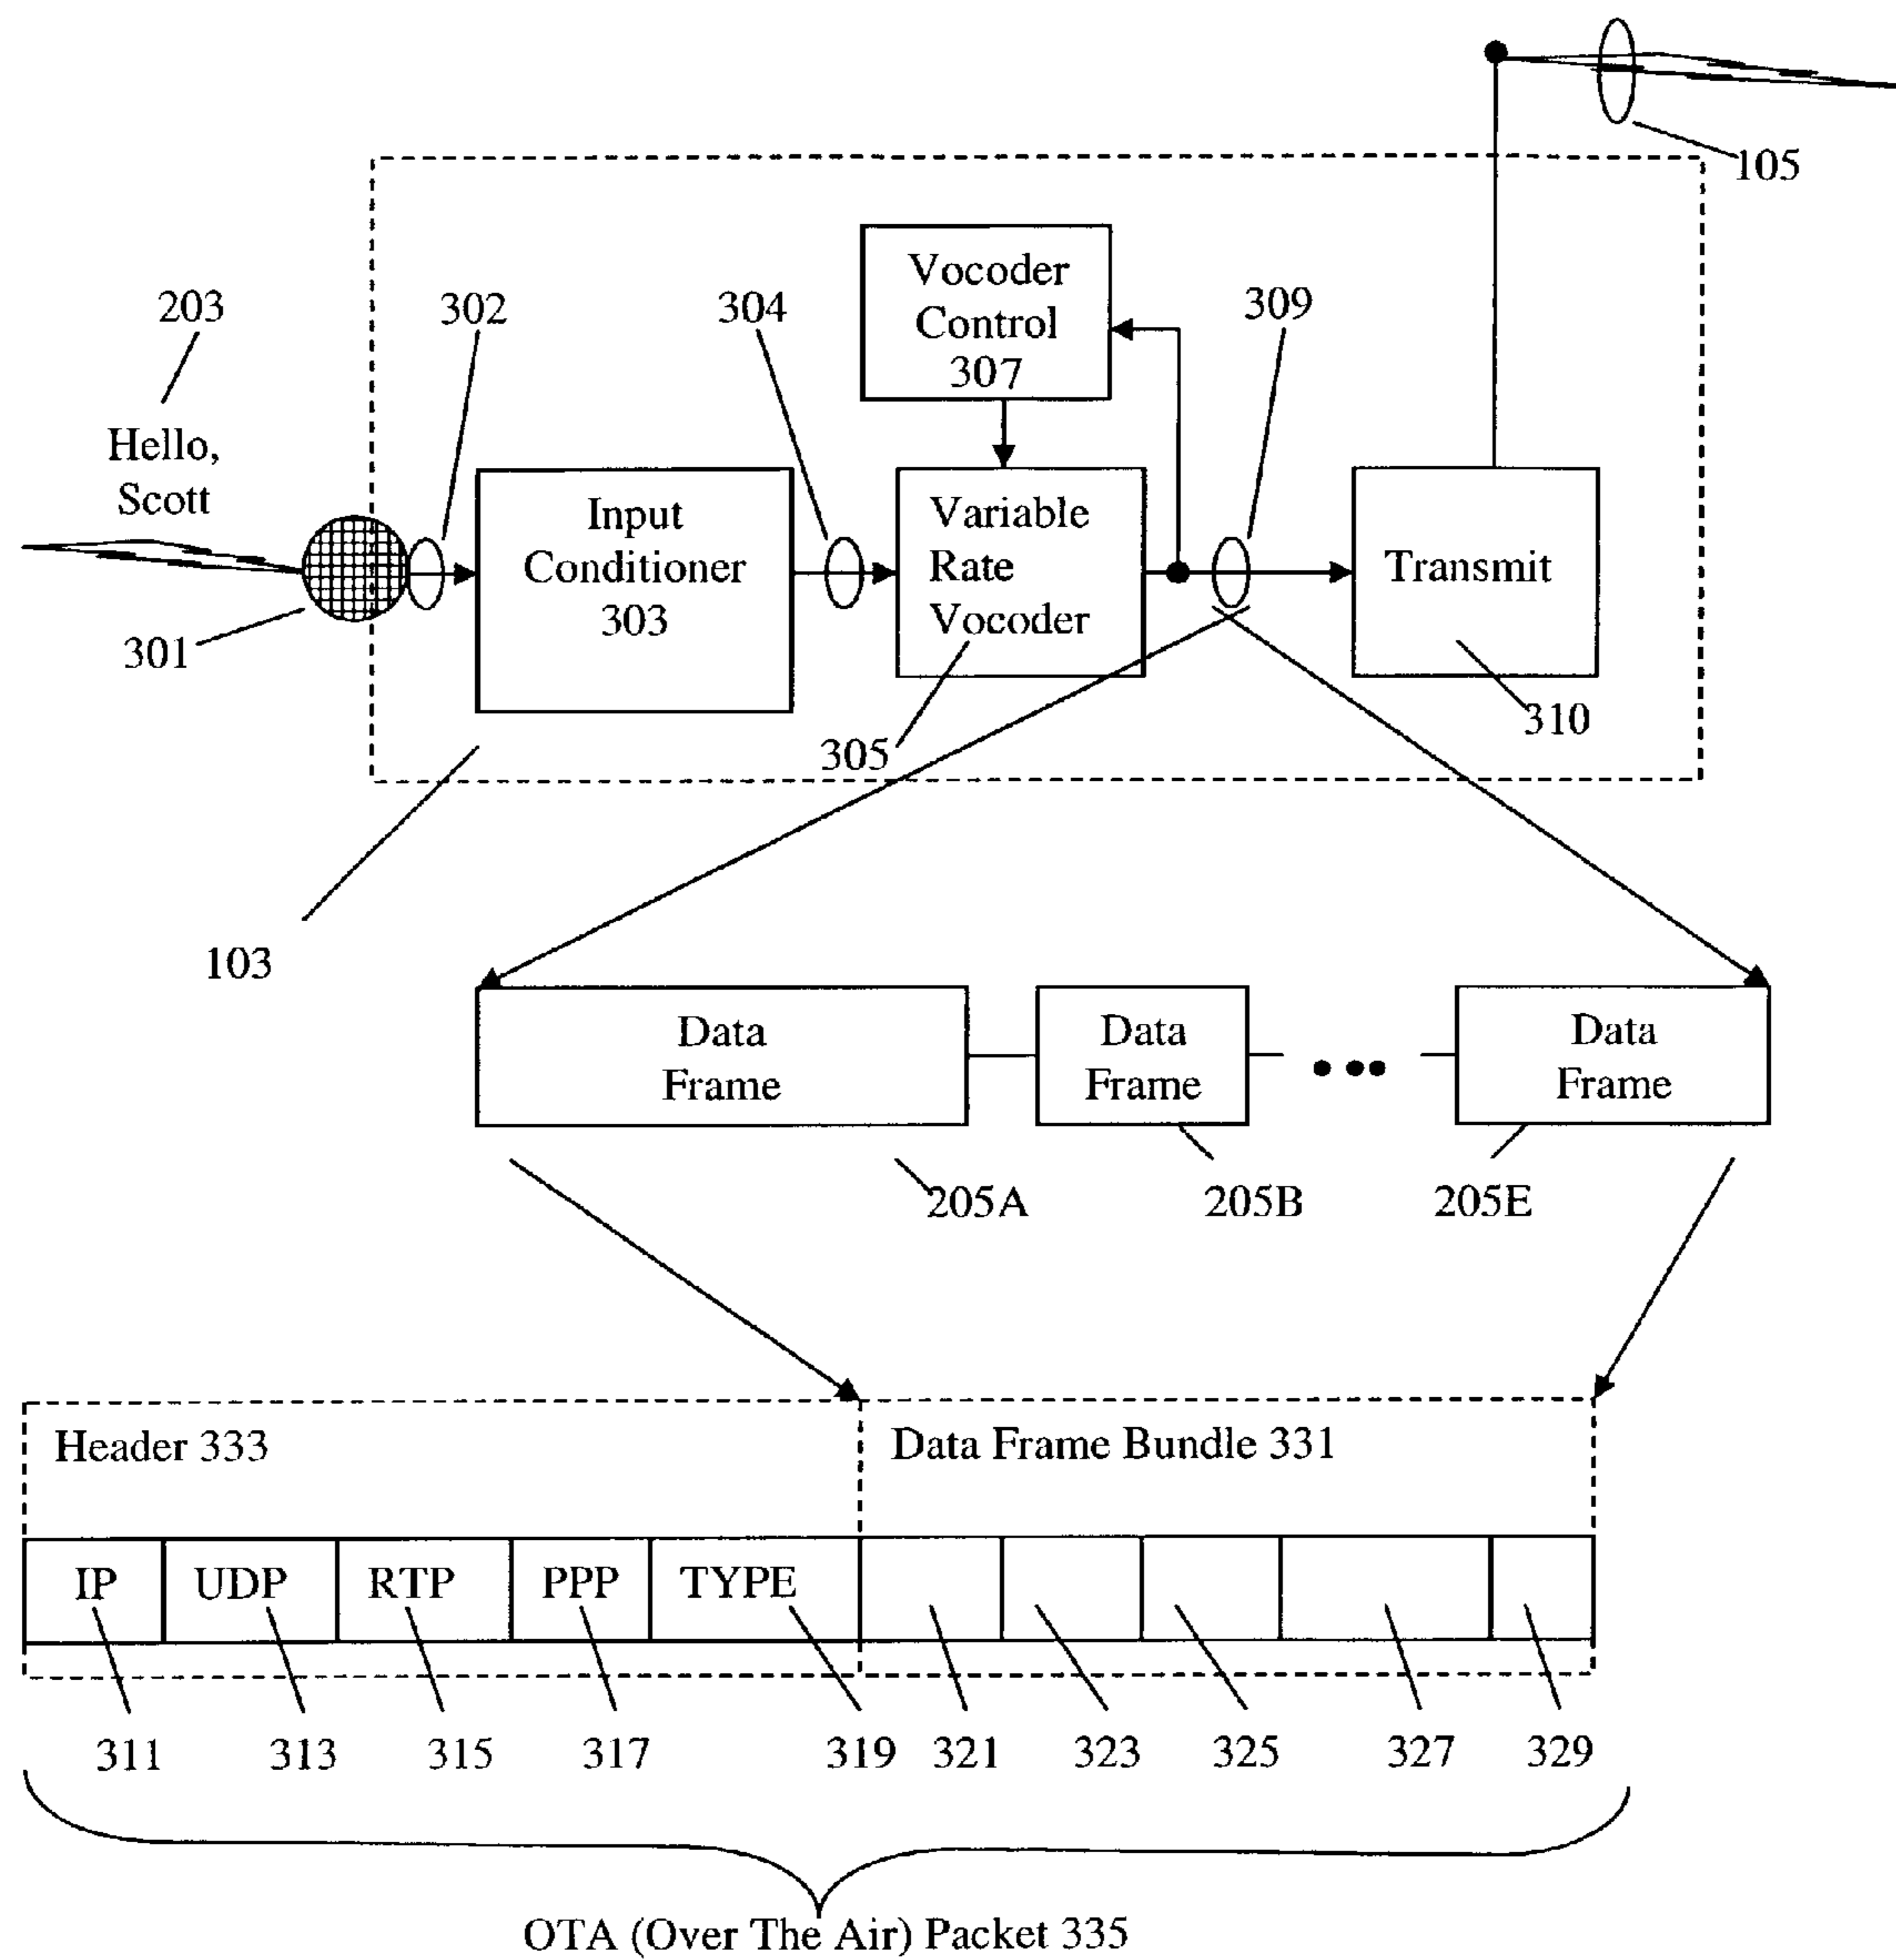 105
203
302
304
Vocoder
Control
307
309
Hello,
Scott
Input
Conditioner
303
Variable
Rate
Vocoder
Transmit
301
305
310
103
Data
Frame
Data
Frame
Data
Frame
205A
205B
205E
Header 333
Data Frame Bundle 331
IP
UDP
RTP
PPP
TYPE
311
313
315
317
319
321
323
325
327
329
OTA (Over The Air) Packet 335